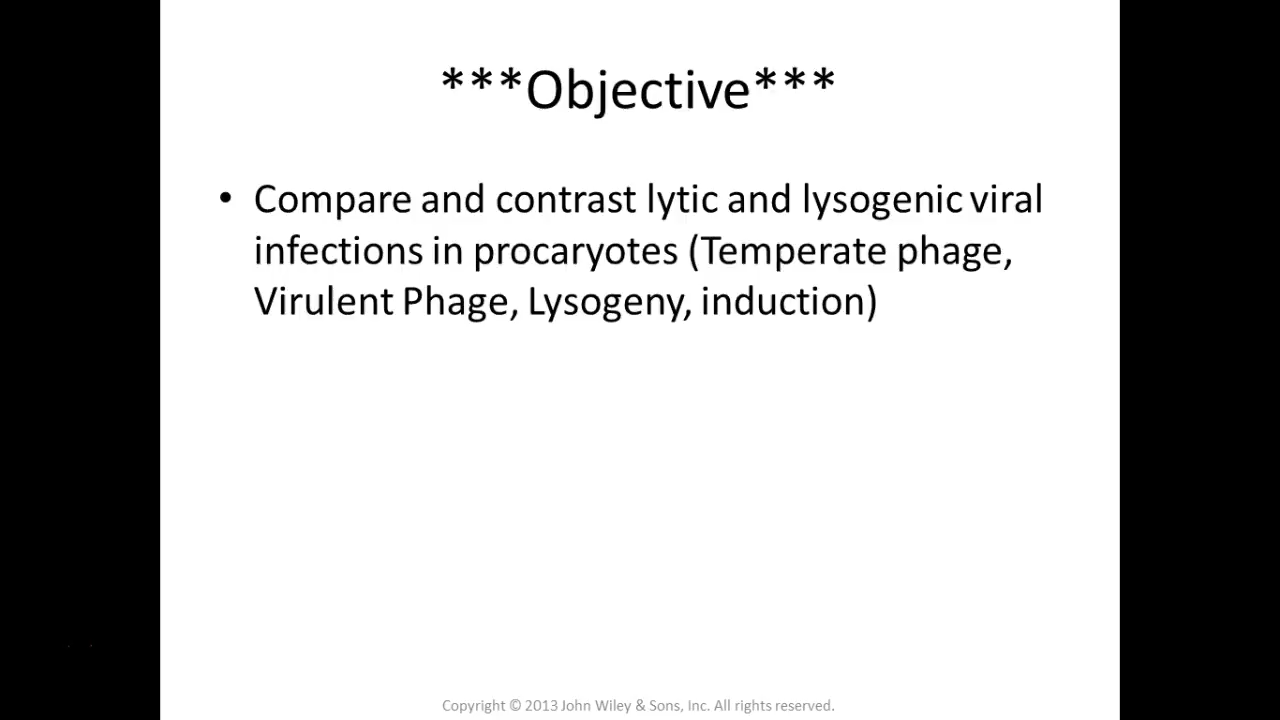 ***Objective***
• Compare and contrast lytic and lysogenic viral
infections in procaryotes (Temperate phage,
Virulent Phage, Lysogeny, induction)
Copyright © 2013 John Wiley & Sons, Inc. All rights reserved.